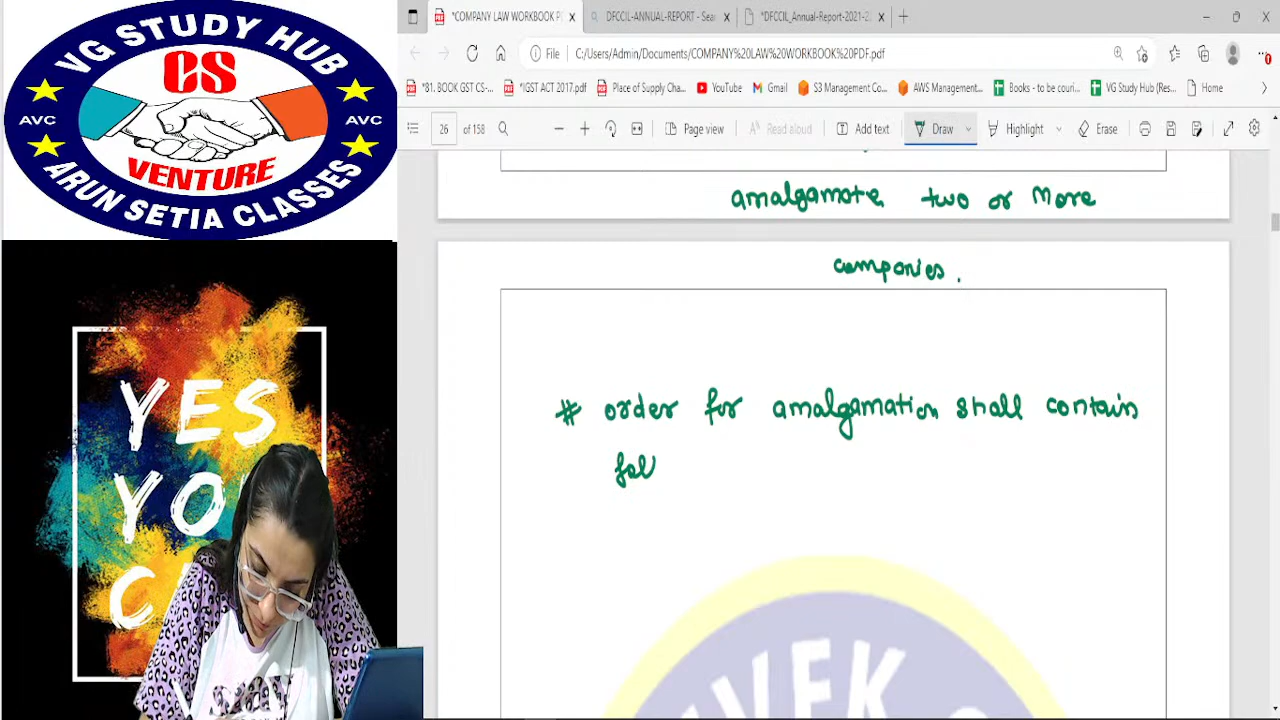 VG STUDY HUB
CS
AVC
AVC
VENTURE
ARUN SETIA CLASSES
YES
YO
C
*COMPANY LAW WORKBOOK P
DFCCIL-ANNUAL-REPORT - Sear
*DFCCIL_Annual-Report-2021-2
File
C:/Users/Admin/Documents/COMPANY%20LAW%20WORKBOOK%20PDF.pdf
*81. BOOK GST CO...
*IGST ACT 2017.pdf
Place of Supply Cha...
YouTube
Gmail
S3 Management Co...
AWS Management...
Books - to be couri...
Study Hub (Res...
Home
26 of 158
Page view
Read aloud
Add text
Draw
Highlight
Erase
amalgamate two or more
companies.
# order for amalgamation shall contain
fol
VEK